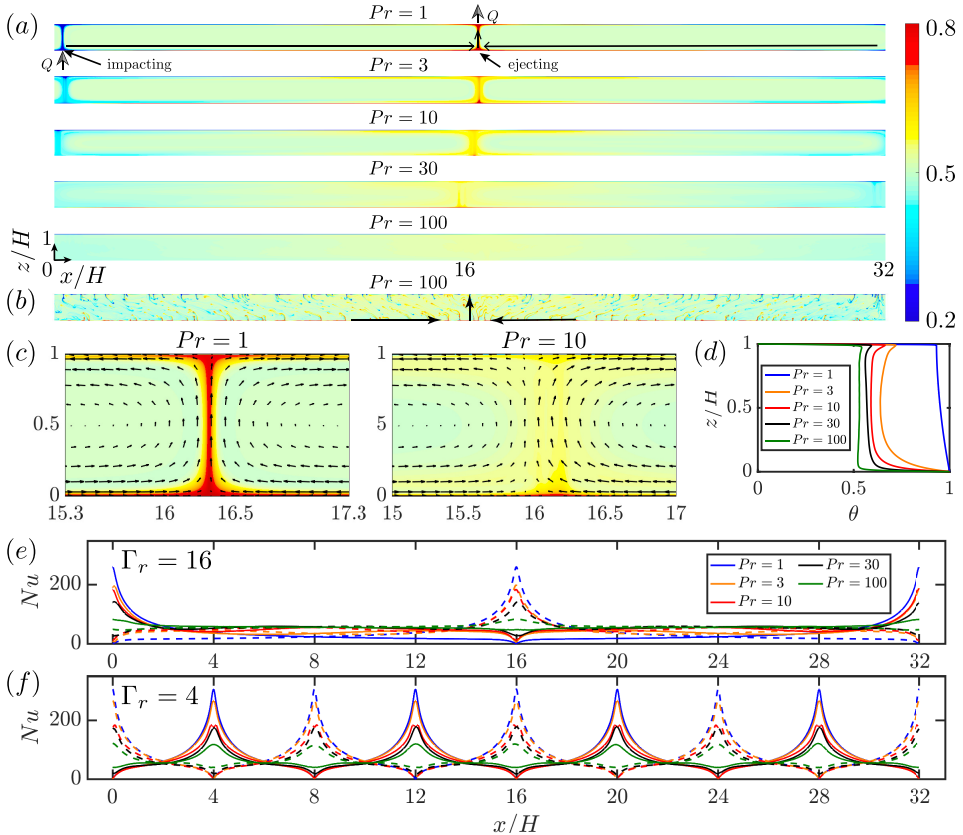 (a)
Pr = 1
Q
0.8
Q
impacting
ejecting
Pr = 3
Pr = 10
Pr = 30
0.5
Pr = 100
z/H
1
0
x/H
16
32
(b)
Pr = 100
0.2
(c)
Pr = 1
Pr = 10
(d)
1
.5
0
15.3
16
16.5
17.3
15
15.5
16
16.5
17
z/H
1
0.5
0
Pr = 1
Pr = 3
Pr = 10
Pr = 30
Pr = 100
0
0.5
1
θ
(e)
Γr = 16
Nu
200
0
Pr = 1
Pr = 3
Pr = 10
Pr = 30
Pr = 100
0 4 8 12 16 20 24 28 32
(f)
Γr = 4
Nu
200
0
0 4 8 12 16 20 24 28 32
x/H